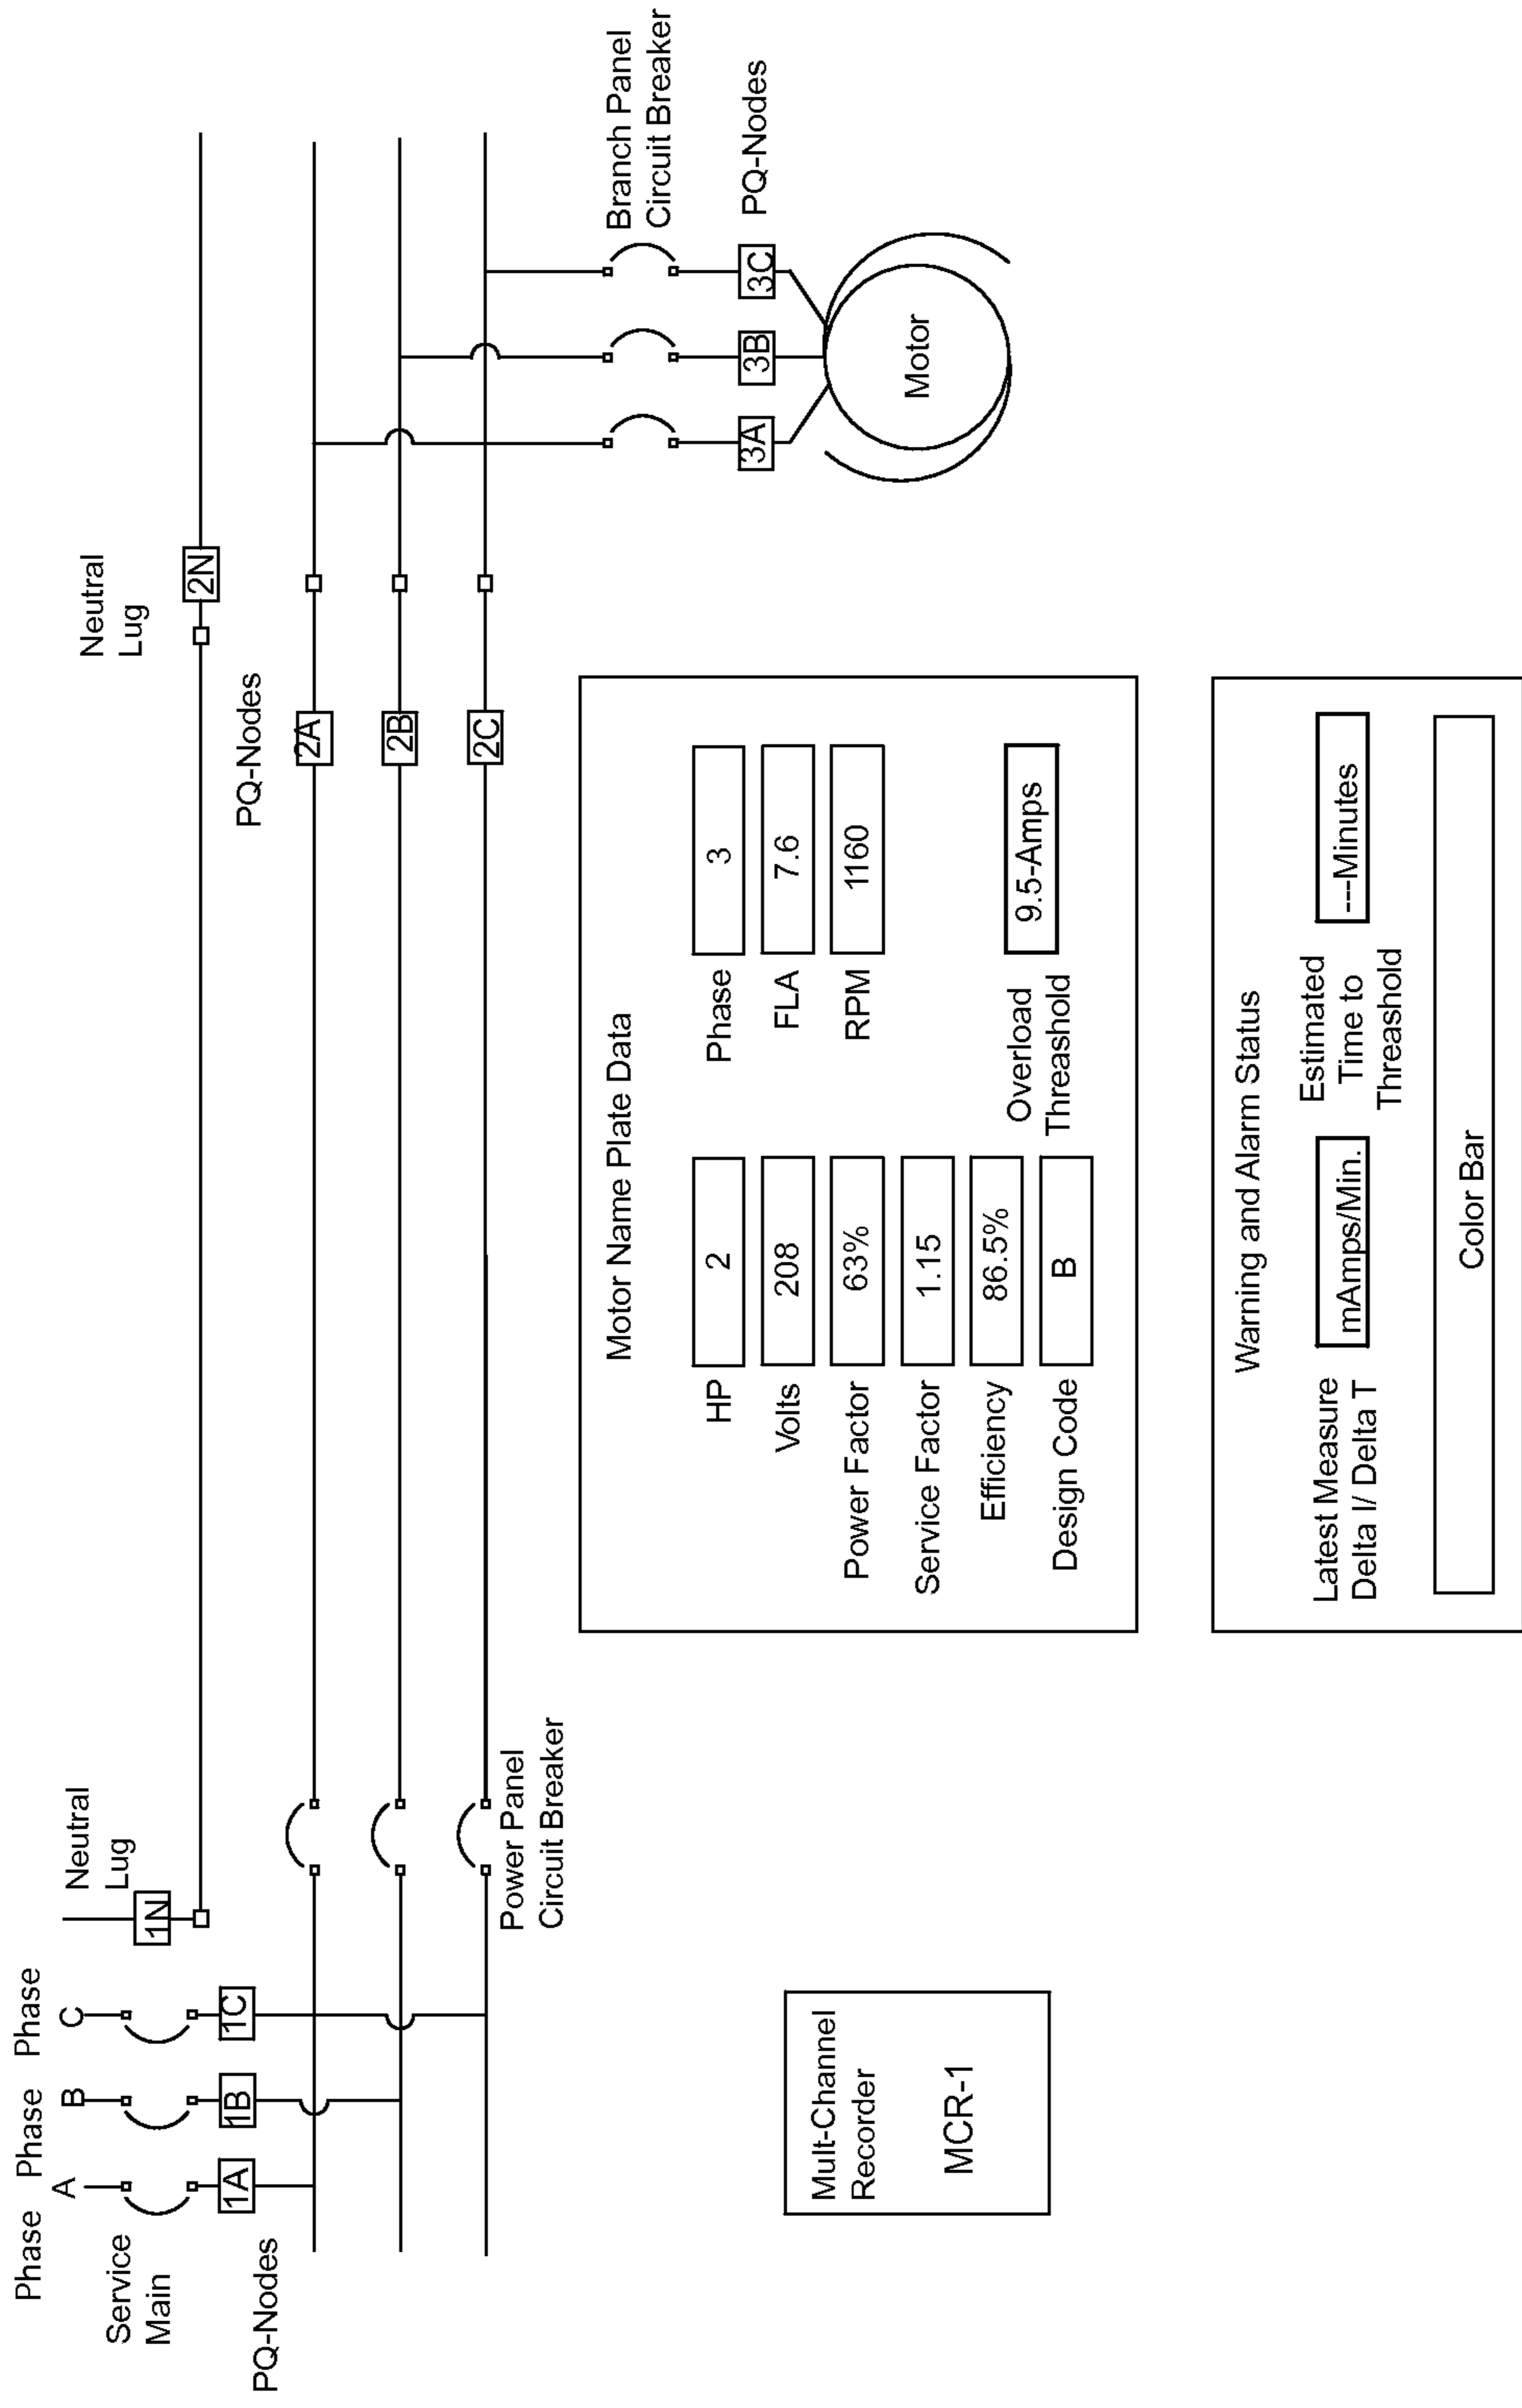 Phase
A
Phase
B
Phase
C
Neutral
Lug
Neutral
Lug
Service
Main
1N
2N
PQ-Nodes
1A
1B
1C
PQ-Nodes
2A
2B
2C
Power Panel
Circuit Breaker
Branch Panel
Circuit Breaker
3A
3B
3C
PQ-Nodes
Motor
Mult-Channel
Recorder
MCR-1
Motor Name Plate Data
HP
2
Phase
3
Volts
208
FLA
7.6
Power Factor
63%
RPM
1160
Service Factor
1.15
Efficiency
86.5%
Design Code
B
Overload
Threashold
9.5-Amps
Warning and Alarm Status
Latest Measure
Delta I/ Delta T
mAmps/Min.
Estimated
Time to
Threashold
---Minutes
Color Bar